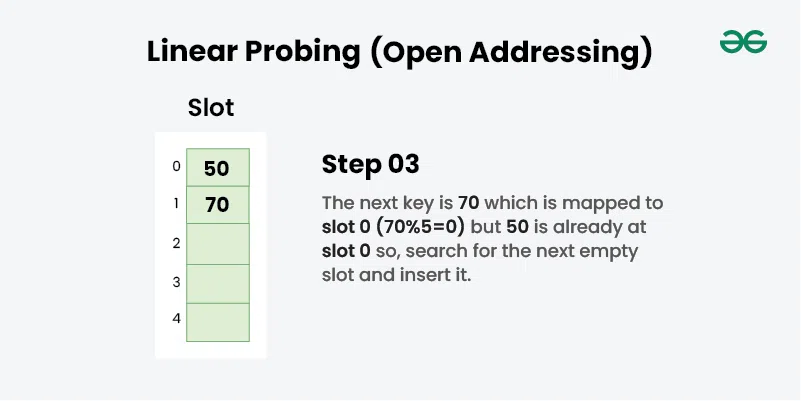 Linear Probing (Open Addressing)
Slot
0 50
1 70
2
3
4
Step 03
The next key is 70 which is mapped to
slot 0 (70%5=0) but 50 is already at
slot 0 so, search for the next empty
slot and insert it.